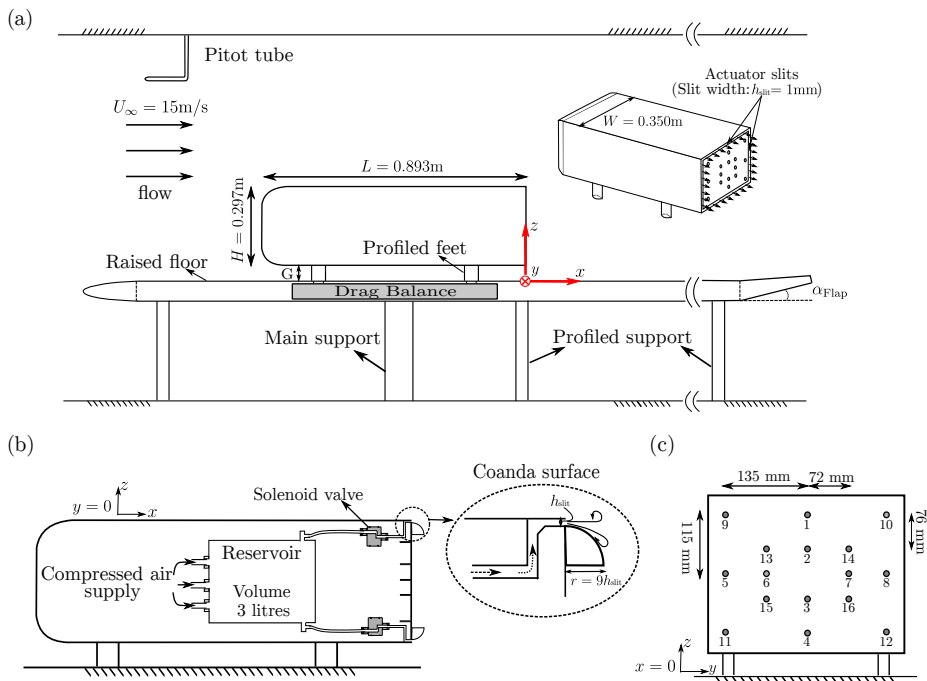 (a)
Pitot tube
U∞ = 15m/s
flow
Actuator slits
(Slit width: h_slit = 1mm)
W = 0.350m
L = 0.893m
H = 0.297m
z
Profiled feet
Raised floor
G
y
x
Drag Balance
α_Flap
Main support
Profiled support
(b)
(c)
Coanda surface
y = 0
z
x
Solenoid valve
h_slit
Reservoir
Compressed air
supply
Volume
3 litres
r = 9h_slit
135 mm
72 mm
76 mm
115 mm
9
1
10
13
2
14
5
6
7
8
15
3
16
11
4
12
x = 0
z
y